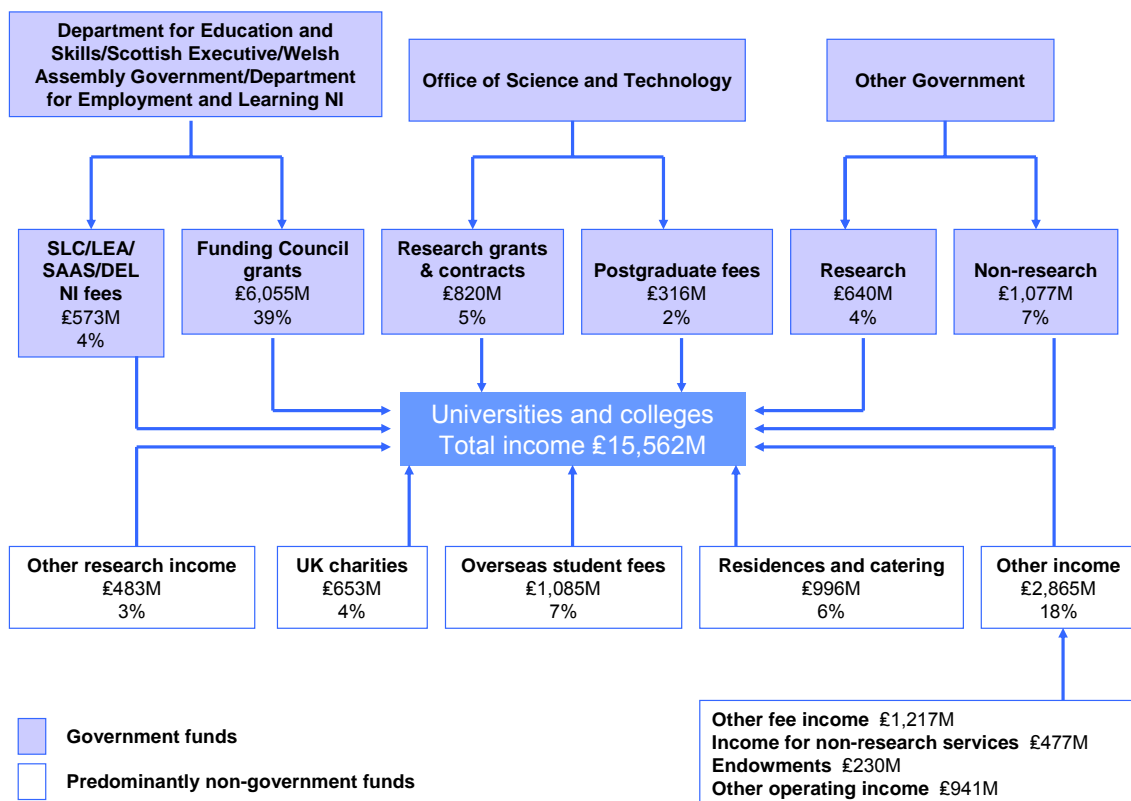 Department for Education and
Skills/Scottish Executive/Welsh
Assembly Government/Department
for Employment and Learning NI
Office of Science and Technology
Other Government
SLC/LEA/
SAAS/DEL
NI fees
₤573M
4%
Funding Council
grants
₤6,055M
39%
Research grants
& contracts
₤820M
5%
Postgraduate fees
₤316M
2%
Research
₤640M
4%
Non-research
₤1,077M
7%
Universities and colleges
Total income ₤15,562M
Other research income
₤483M
3%
UK charities
₤653M
4%
Overseas student fees
₤1,085M
7%
Residences and catering
₤996M
6%
Other income
₤2,865M
18%
Government funds
Predominantly non-government funds
Other fee income ₤1,217M
Income for non-research services ₤477M
Endowments ₤230M
Other operating income ₤941M